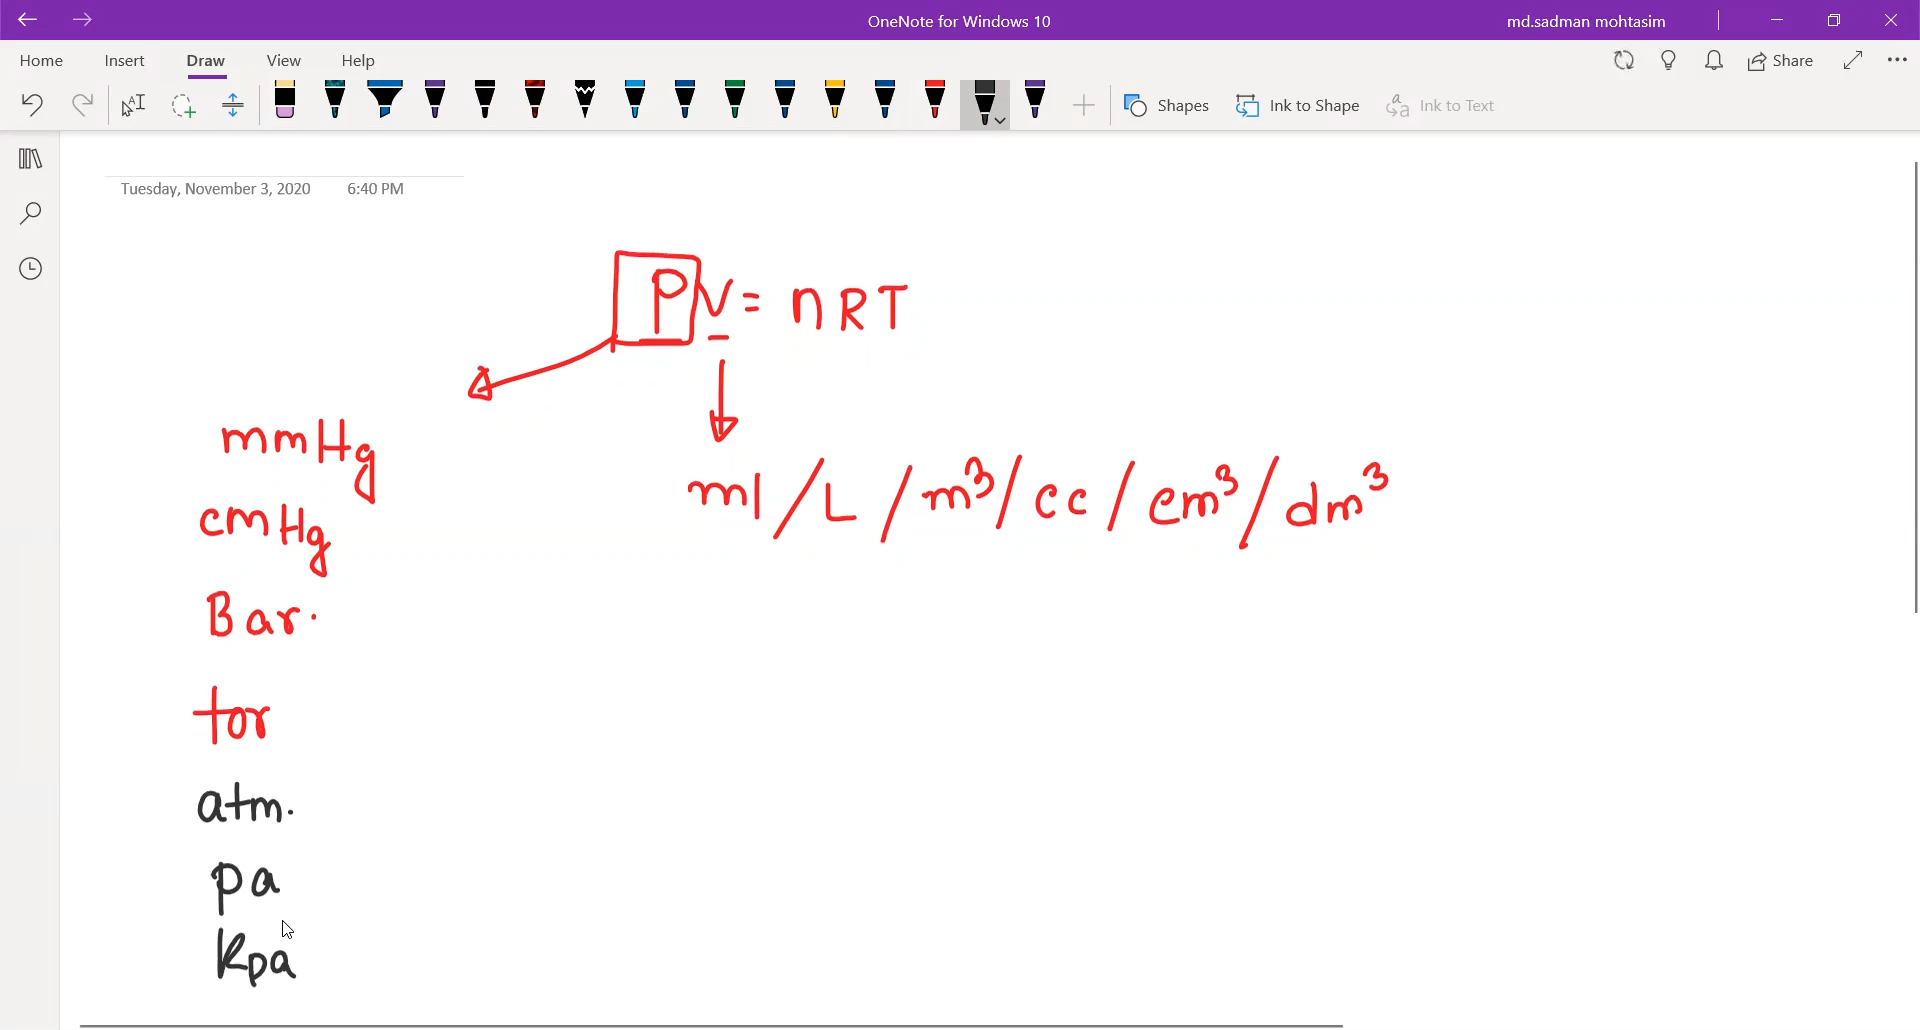 OneNote for Windows 10
md.sadman mohtasim
Home Insert Draw View Help
Share
Shapes Ink to Shape Ink to Text
Tuesday, November 3, 2020 6:40 PM
PV = nRT
ml / L / m³ / cc / cm³ / dm³
mmHg
cmHg
Bar.
tor
atm.
pa
kpa